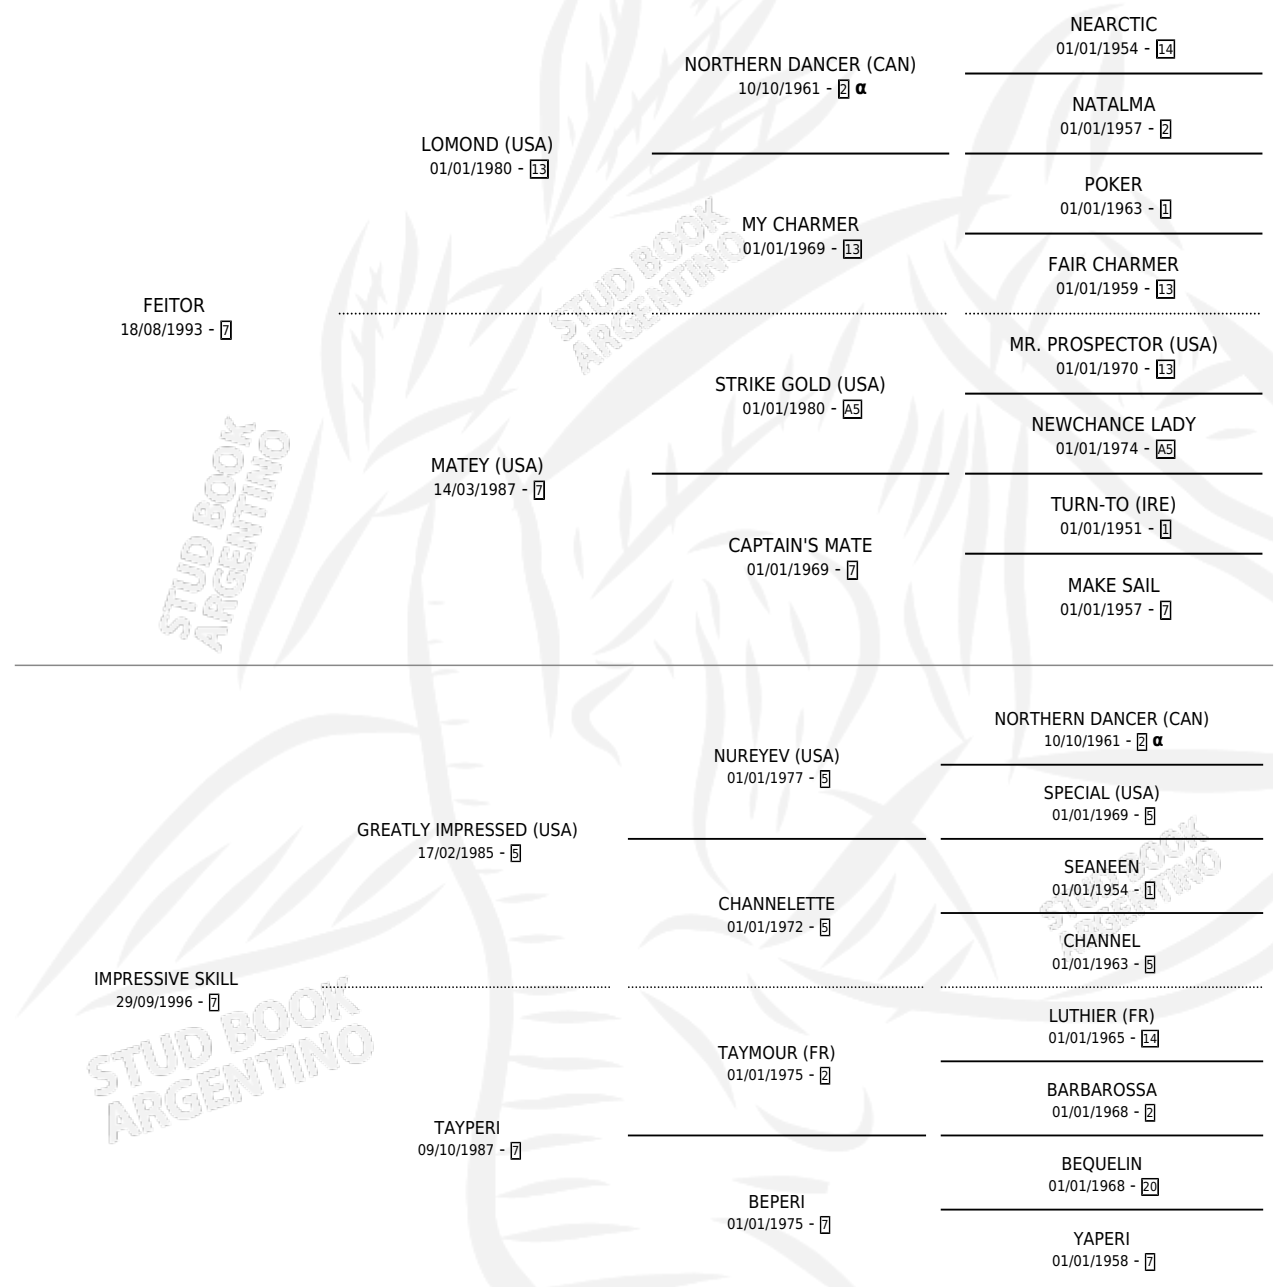 NEARCTIC
01/01/1954 - 14
NORTHERN DANCER (CAN)
10/10/1961 - 2 α
NATALMA
01/01/1957 - 2
LOMOND (USA)
01/01/1980 - 13
POKER
01/01/1963 - 1
MY CHARMER
01/01/1969 - 13
FAIR CHARMER
01/01/1959 - 13
FEITOR
18/08/1993 - 7
STUD BOOK
ARGENTINO
MR. PROSPECTOR (USA)
01/01/1970 - 13
STRIKE GOLD (USA)
01/01/1980 - A5
NEWCHANCE LADY
01/01/1974 - A5
MATEY (USA)
14/03/1987 - 7
TURN-TO (IRE)
01/01/1951 - 1
CAPTAIN'S MATE
01/01/1969 - 7
MAKE SAIL
01/01/1957 - 7
STUD BOOK
ARGENTINO
NORTHERN DANCER (CAN)
10/10/1961 - 2 α
NUREYEV (USA)
01/01/1977 - 5
SPECIAL (USA)
01/01/1969 - 5
GREATLY IMPRESSED (USA)
17/02/1985 - 5
SEANEEN
01/01/1954 - 1
CHANNELETTE
01/01/1972 - 5
CHANNEL
01/01/1963 - 5
STUD BOOK
ARGENTINO
IMPRESSIVE SKILL
29/09/1996 - 7
LUTHIER (FR)
01/01/1965 - 14
TAYMOUR (FR)
01/01/1975 - 2
BARBAROSSA
01/01/1968 - 2
STUD BOOK
ARGENTINO
TAYPERI
09/10/1987 - 7
BEQUELIN
01/01/1968 - 20
BEPERI
01/01/1975 - 7
YAPERI
01/01/1958 - 7